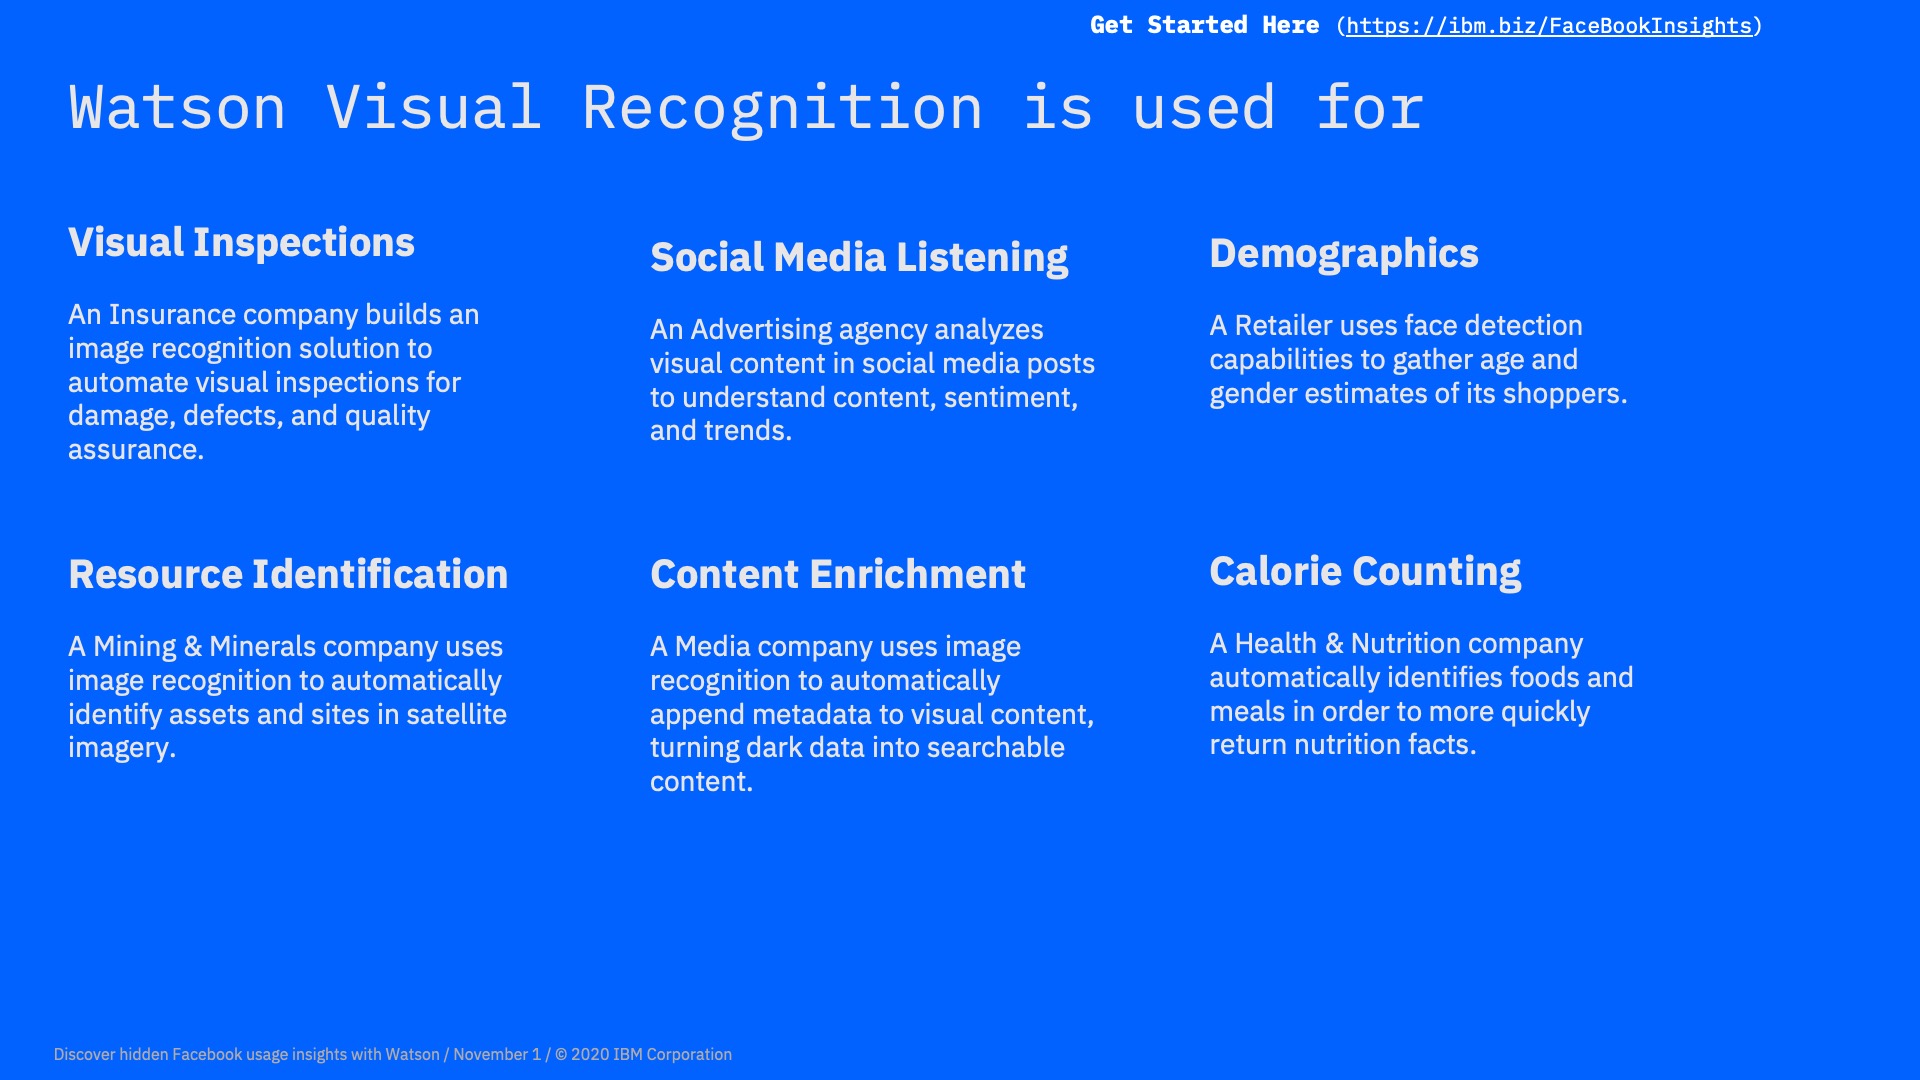 Get Started Here (https://ibm.biz/FaceBookInsights)
Watson Visual Recognition is used for
Visual Inspections
An Insurance company builds an
image recognition solution to
automate visual inspections for
damage, defects, and quality
assurance.
Social Media Listening
An Advertising agency analyzes
visual content in social media posts
to understand content, sentiment,
and trends.
Demographics
A Retailer uses face detection
capabilities to gather age and
gender estimates of its shoppers.
Resource Identification
A Mining & Minerals company uses
image recognition to automatically
identify assets and sites in satellite
imagery.
Content Enrichment
A Media company uses image
recognition to automatically
append metadata to visual content,
turning dark data into searchable
content.
Calorie Counting
A Health & Nutrition company
automatically identifies foods and
meals in order to more quickly
return nutrition facts.
Discover hidden Facebook usage insights with Watson / November 1 / © 2020 IBM Corporation